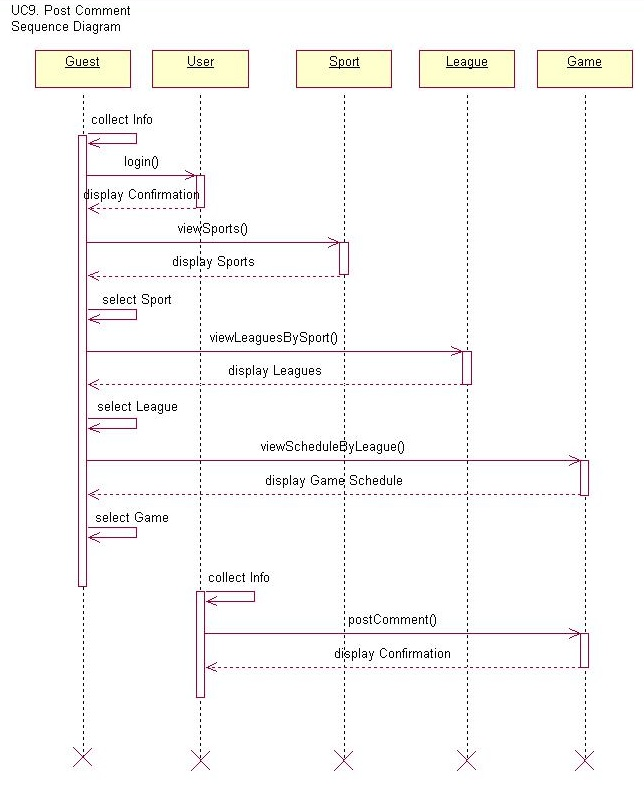 UC9. Post Comment
Sequence Diagram
Guest
User
Sport
League
Game
collect Info
login()
display Confirmation
viewSports()
display Sports
select Sport
viewLeaguesBySport()
display Leagues
select League
viewScheduleByLeague()
display Game Schedule
select Game
collect Info
postComment()
display Confirmation